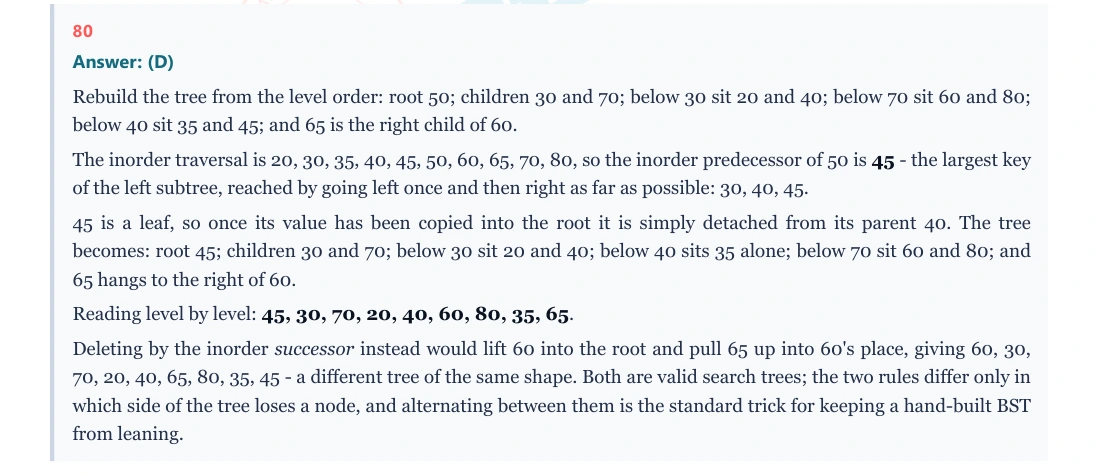 80
Answer: (D)
Rebuild the tree from the level order: root 50; children 30 and 70; below 30 sit 20 and 40; below 70 sit 60 and 80;
below 40 sit 35 and 45; and 65 is the right child of 60.
The inorder traversal is 20, 30, 35, 40, 45, 50, 60, 65, 70, 80, so the inorder predecessor of 50 is 45 - the largest key
of the left subtree, reached by going left once and then right as far as possible: 30, 40, 45.
45 is a leaf, so once its value has been copied into the root it is simply detached from its parent 40. The tree
becomes: root 45; children 30 and 70; below 30 sit 20 and 40; below 40 sits 35 alone; below 70 sit 60 and 80; and
65 hangs to the right of 60.
Reading level by level: 45, 30, 70, 20, 40, 60, 80, 35, 65.
Deleting by the inorder successor instead would lift 60 into the root and pull 65 up into 60's place, giving 60, 30,
70, 20, 40, 65, 80, 35, 45 - a different tree of the same shape. Both are valid search trees; the two rules differ only in
which side of the tree loses a node, and alternating between them is the standard trick for keeping a hand-built BST
from leaning.